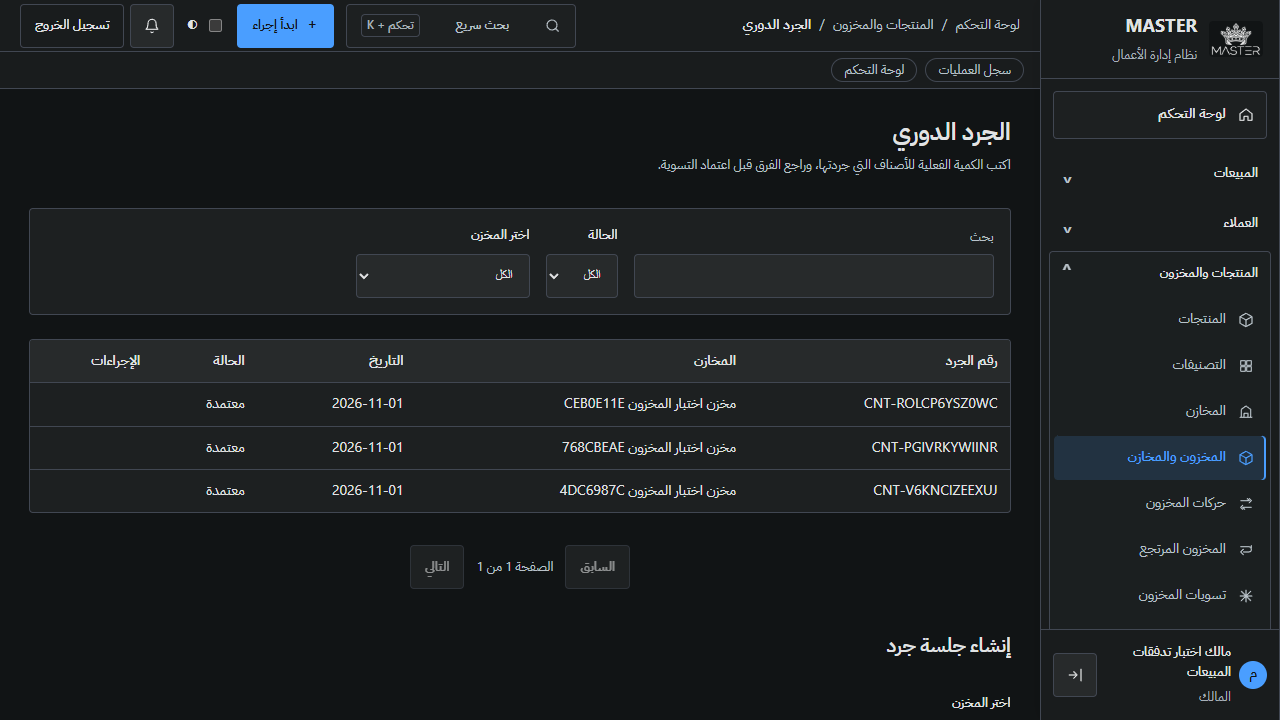 MASTER
نظام إدارة الأعمال
MASTER
لوحة التحكم
المبيعات
العملاء
المنتجات والمخزون
المنتجات
التصنيفات
المخازن
المخزون والمخازن
حركات المخزون
المخزون المرتجع
تسويات المخزون
مالك اختبار تدفقات المبيعات
المالك
م
لوحة التحكم / المنتجات والمخزون / الجرد الدوري
بحث سريع تحكم + K
+ ابدأ إجراء
تسجيل الخروج
سجل العمليات لوحة التحكم
الجرد الدوري
اكتب الكمية الفعلية للأصناف التي جردتها، وراجع الفرق قبل اعتماد التسوية.
بحث الحالة اختر المخزن
الكل الكل
رقم الجرد المخازن التاريخ الحالة الإجراءات
CNT-ROLCP6YSZ0WC مخزن اختبار المخزون CEB0E11E 2026-11-01 معتمدة
CNT-PGIVRKYWIINR مخزن اختبار المخزون 768CBEAE 2026-11-01 معتمدة
CNT-V6KNCIZEEXUJ مخزن اختبار المخزون 4DC6987C 2026-11-01 معتمدة
السابق الصفحة 1 من 1 التالي
إنشاء جلسة جرد
اختر المخزن